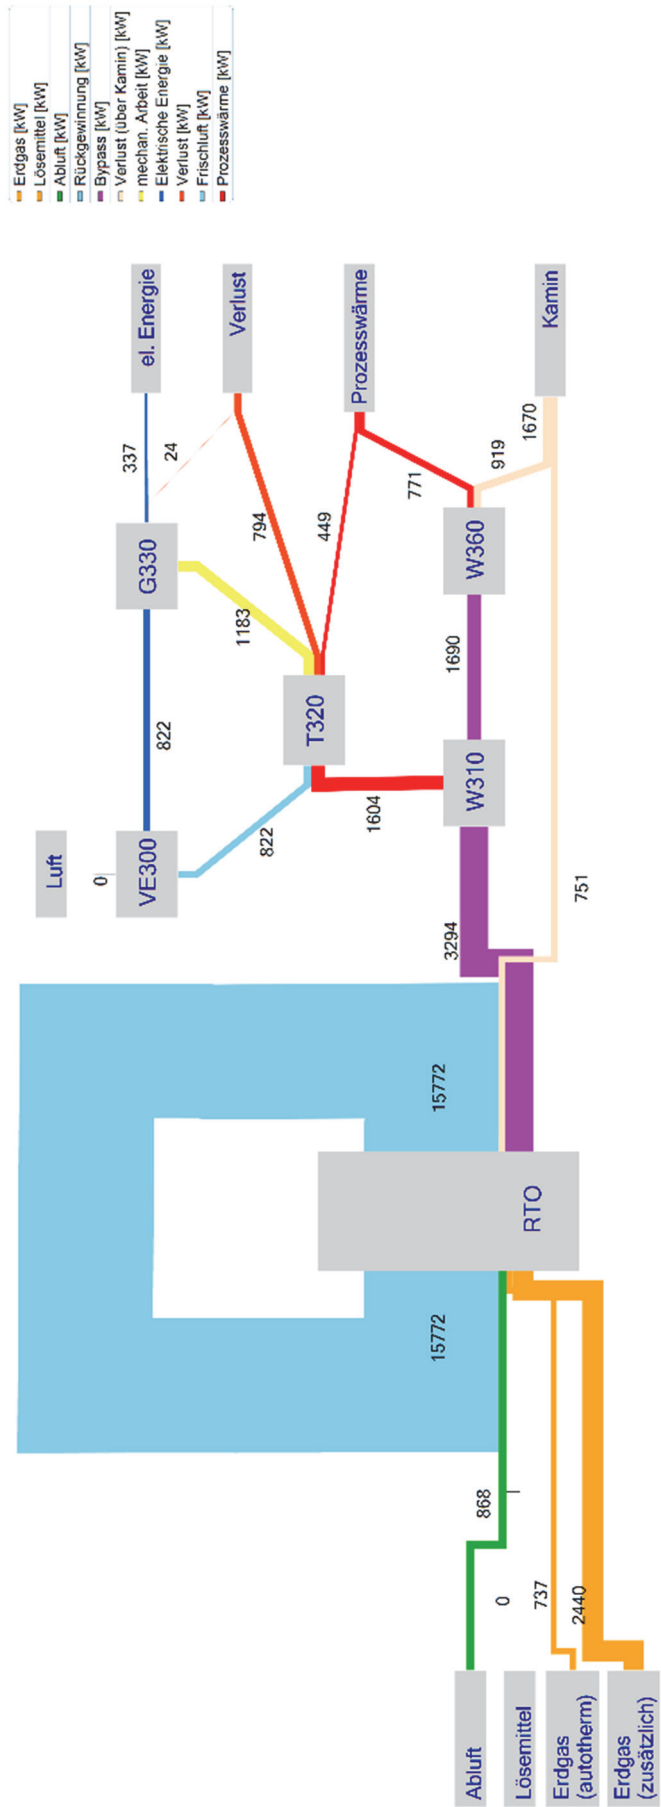 Erdgas [kW]
Lösemittel [kW]
Abluft [kW]
Rückgewinnung [kW]
Bypass [kW]
Verlust (über Kamin) [kW]
mechan. Arbeit [kW]
Elektrische Energie [kW]
Verlust [kW]
Frischluft [kW]
Prozesswärme [kW]
Luft
0
VE300
822
G330
337
24
el. Energie
Verlust
822
1183
794
T320
449
Prozesswärme
1604
771
15772
15772
3294
W310
1690
W360
919
1670
Kamin
751
RTO
868
Abluft
0
Lösemittel
737
Erdgas
(autotherm)
2440
Erdgas
(zusätzlich)